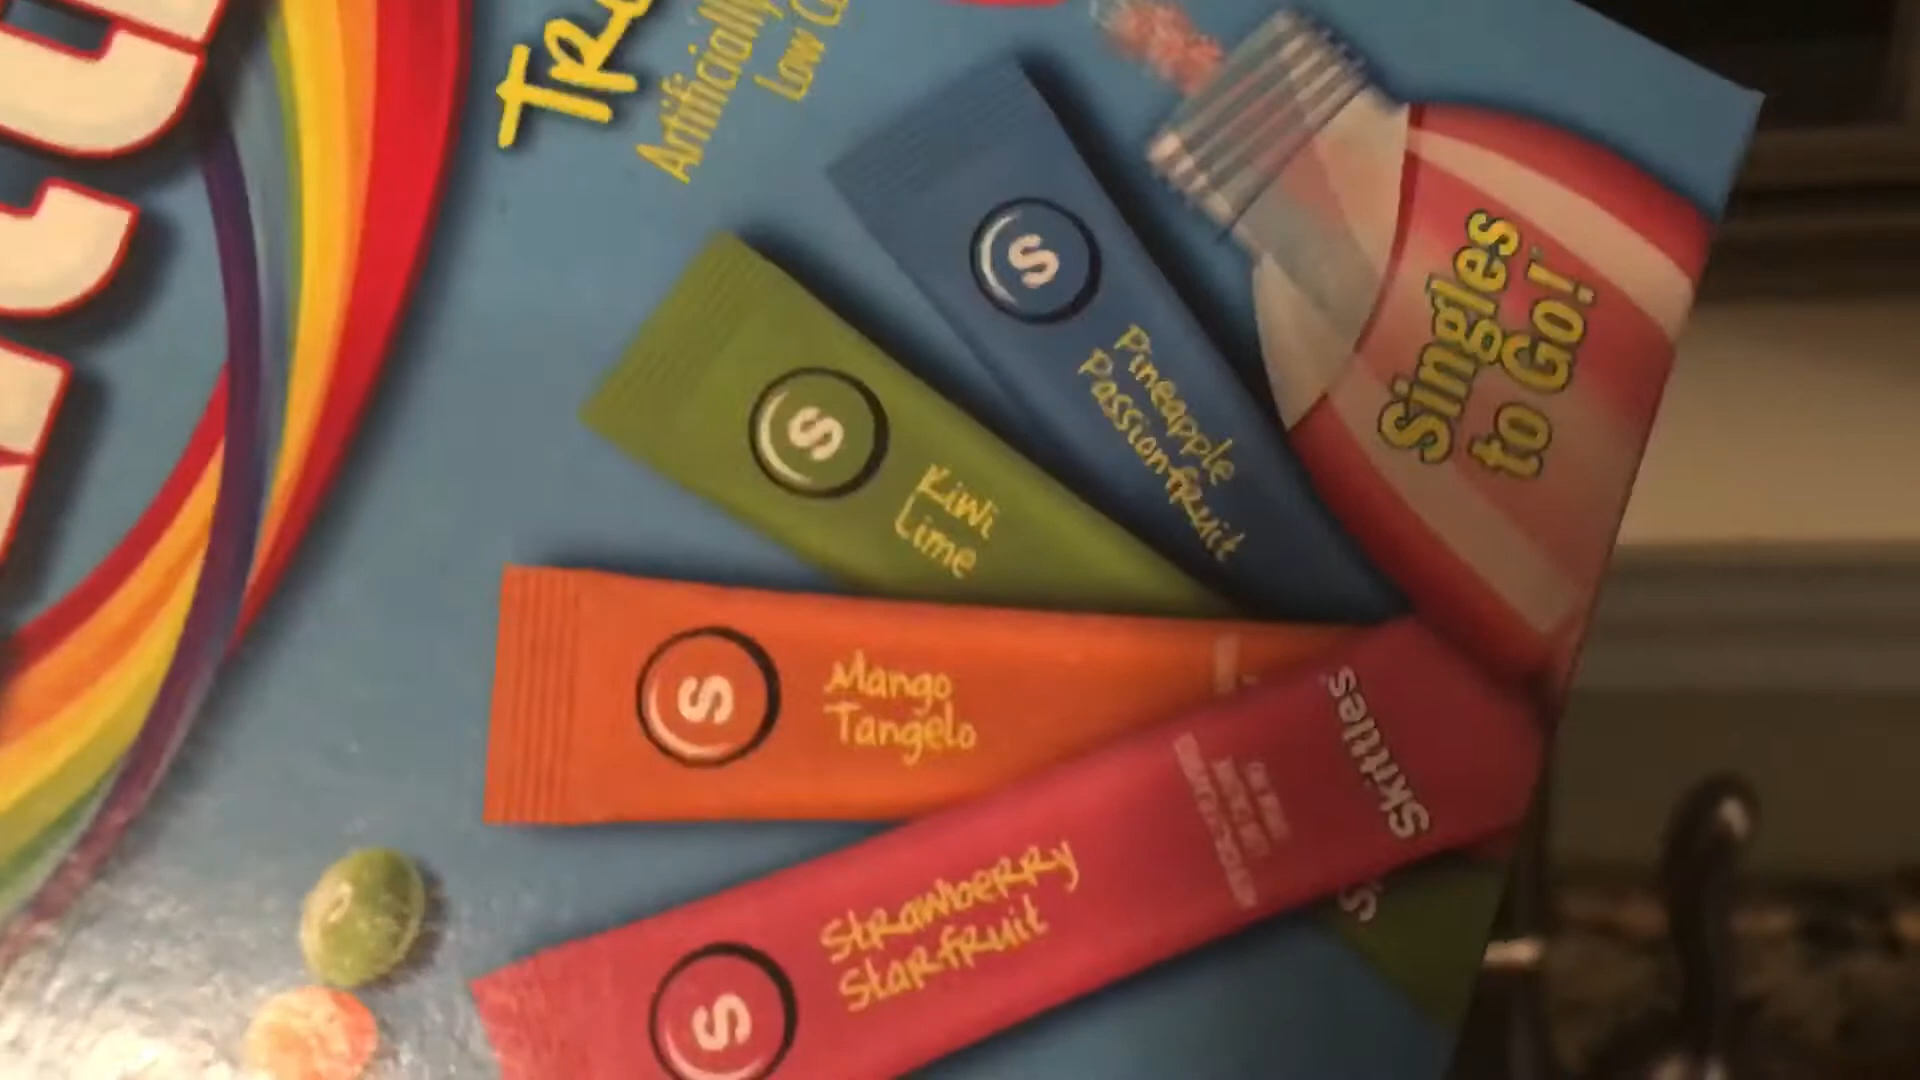 Artificially
Low
Singles
to Go!
Pineapple
Passionfruit
Kiwi
Lime
Mango
Tangelo
Strawberry
Starfruit
Skittles
S
S
S
S